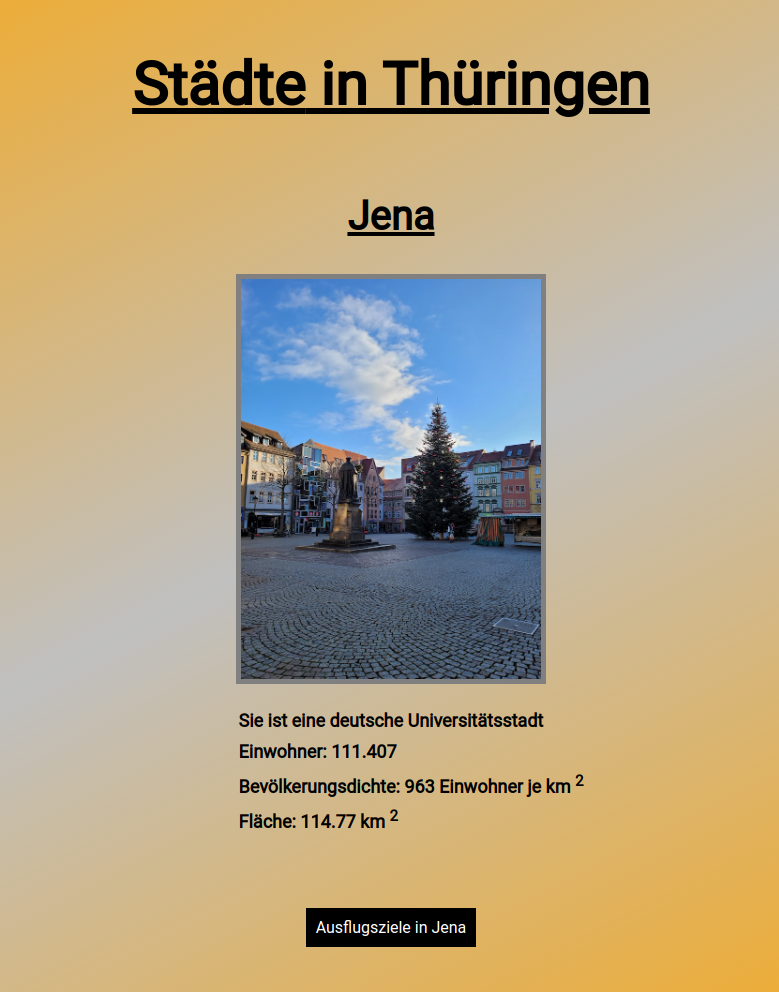 Städte in Thüringen
Jena
Sie ist eine deutsche Universitätsstadt
Einwohner: 111.407
Bevölkerungsdichte: 963 Einwohner je km ²
Fläche: 114.77 km ²
Ausflugsziele in Jena